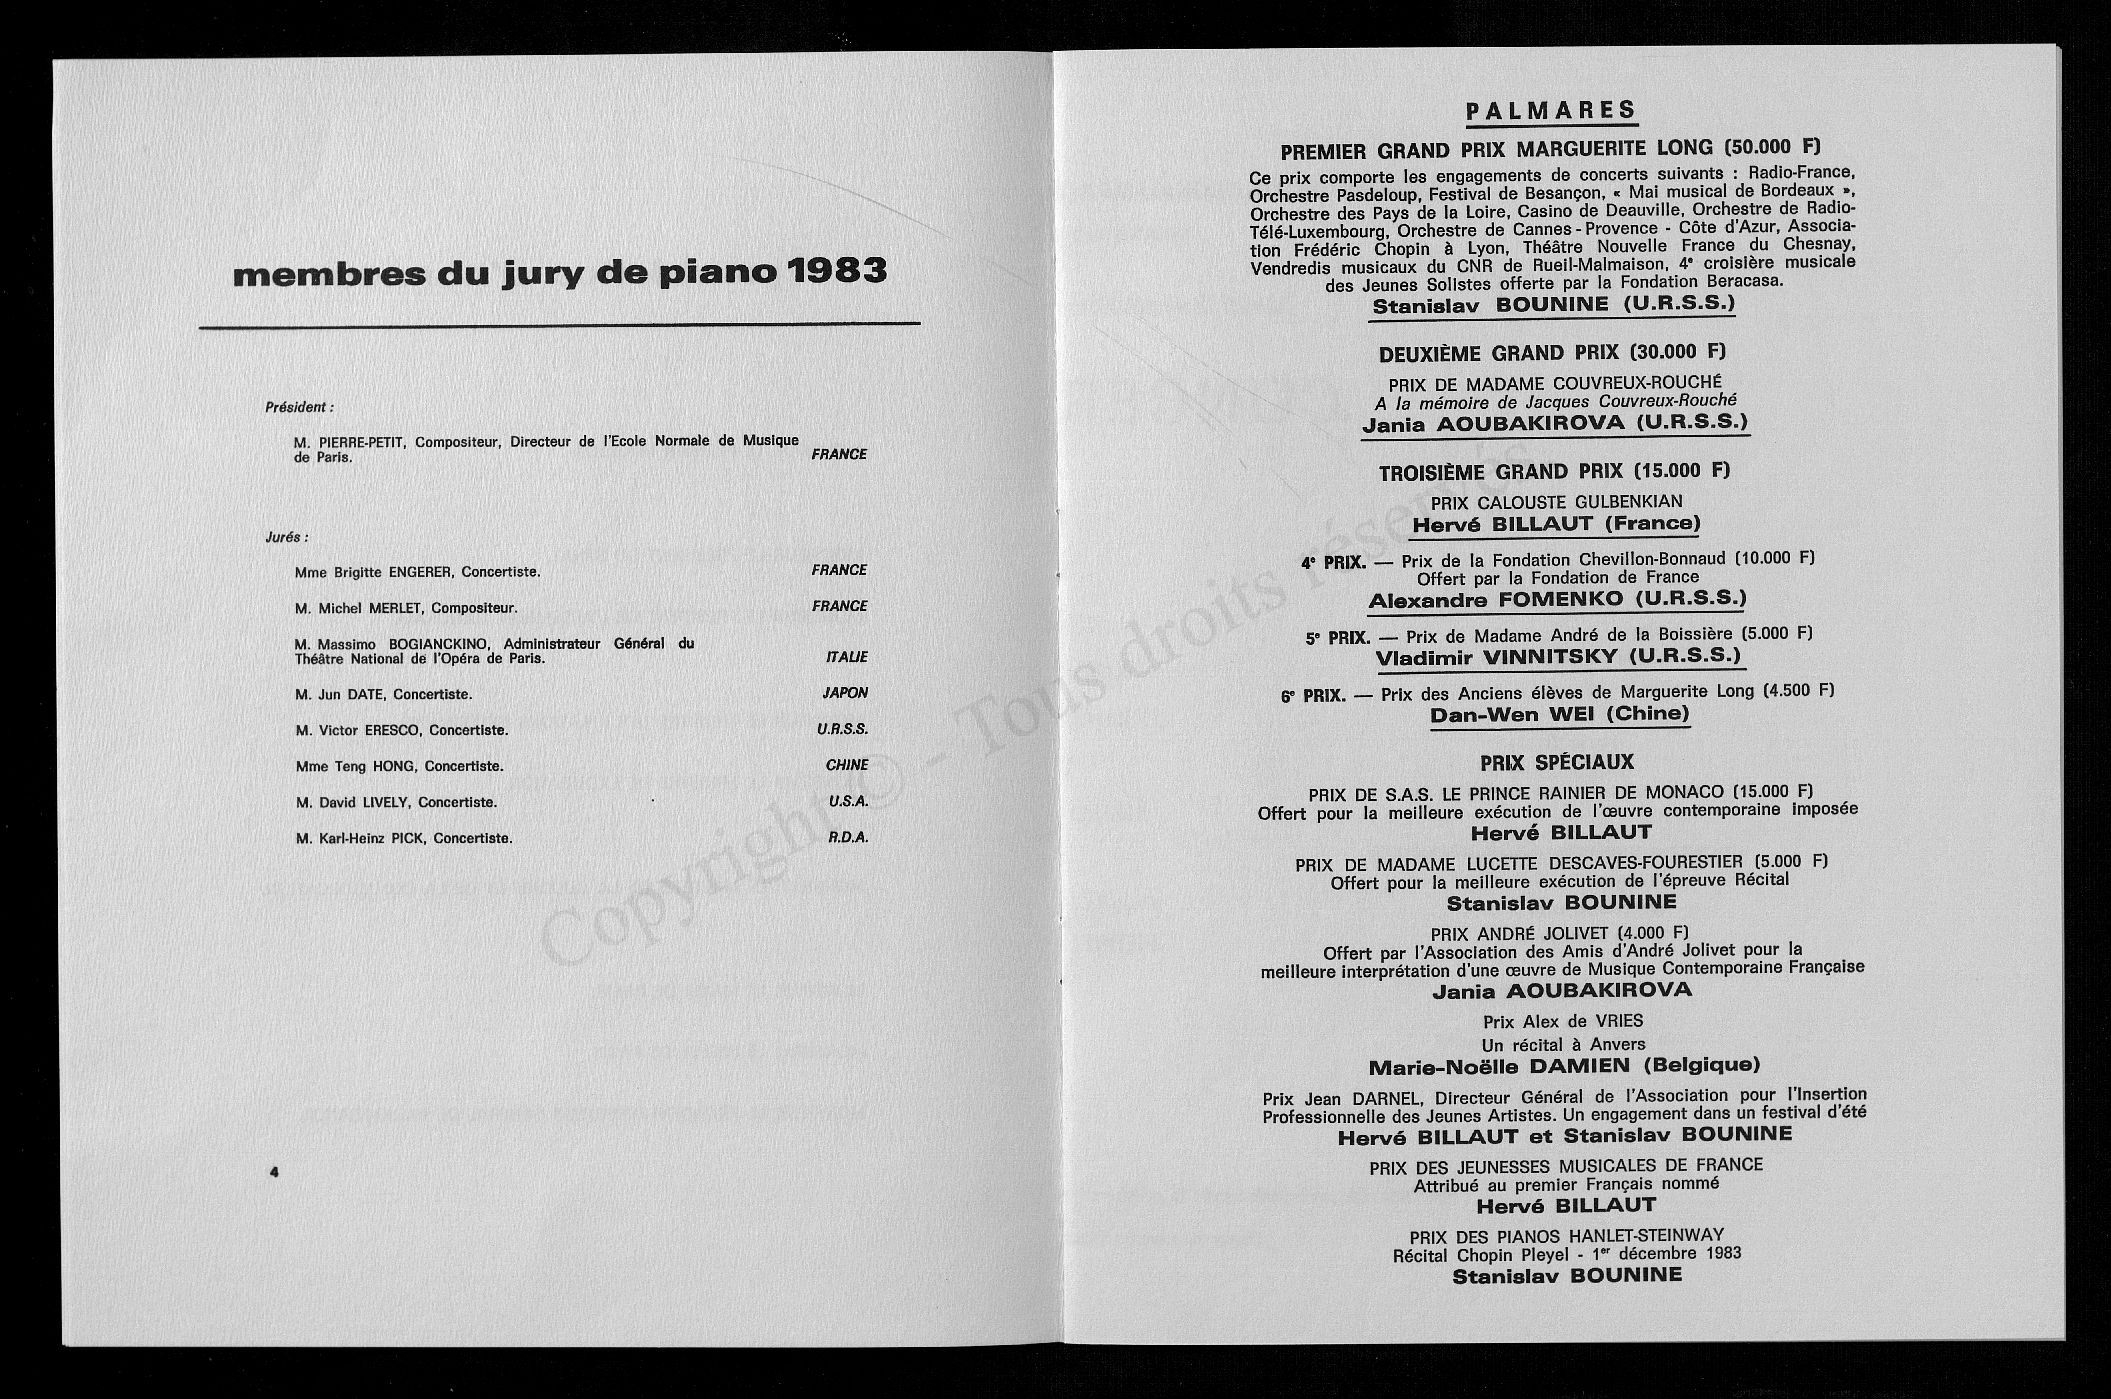 membres du jury de piano 1983
Président :
M. PIERRE-PETIT, Compositeur, Directeur de l'Ecole Normale de Musique
de Paris. FRANCE
Jurés :
Mme Brigitte ENGERER, Concertiste. FRANCE
M. Michel MERLET, Compositeur. FRANCE
M. Massimo BOGIANCKINO, Administrateur Général du
Théâtre National de l'Opéra de Paris. ITALIE
M. Jun DATE, Concertiste. JAPON
M. Victor ERESCO, Concertiste. U.R.S.S.
Mme Teng HONG, Concertiste. CHINE
M. David LIVELY, Concertiste. U.S.A.
M. Karl-Heinz PICK, Concertiste. R.D.A.
4
PALMARES
PREMIER GRAND PRIX MARGUERITE LONG (50.000 F)
Ce prix comporte les engagements de concerts suivants : Radio-France,
Orchestre Pasdeloup, Festival de Besançon, « Mai musical de Bordeaux »,
Orchestre des Pays de la Loire, Casino de Deauville, Orchestre de Radio-
Télé-Luxembourg, Orchestre de Cannes - Provence - Côte d'Azur, Associa-
tion Frédéric Chopin à Lyon, Théâtre Nouvelle France du Chesnay,
Vendredis musicaux du CNR de Rueil-Malmaison, 4e croisière musicale
des Jeunes Solistes offerte par la Fondation Beracasa.
Stanislav BOUNINE (U.R.S.S.)
DEUXIÈME GRAND PRIX (30.000 F)
PRIX DE MADAME COUVREUX-ROUCHÉ
A la mémoire de Jacques Couvreux-Rouché
Jania AOUBAKIROVA (U.R.S.S.)
TROISIÈME GRAND PRIX (15.000 F)
PRIX CALOUSTE GULBENKIAN
Hervé BILLAUT (France)
4e PRIX. — Prix de la Fondation Chevillon-Bonnaud (10.000 F)
Offert par la Fondation de France
Alexandre FOMENKO (U.R.S.S.)
5e PRIX. — Prix de Madame André de la Boissière (5.000 F)
Vladimir VINNITSKY (U.R.S.S.)
6e PRIX. — Prix des Anciens élèves de Marguerite Long (4.500 F)
Dan-Wen WEI (Chine)
PRIX SPÉCIAUX
PRIX DE S.A.S. LE PRINCE RAINIER DE MONACO (15.000 F)
Offert pour la meilleure exécution de l'œuvre contemporaine imposée
Hervé BILLAUT
PRIX DE MADAME LUCETTE DESCAVES-FOURESTIER (5.000 F)
Offert pour la meilleure exécution de l'épreuve Récital
Stanislav BOUNINE
PRIX ANDRÉ JOLIVET (4.000 F)
Offert par l'Association des Amis d'André Jolivet pour la
meilleure interprétation d'une œuvre de Musique Contemporaine Française
Jania AOUBAKIROVA
Prix Alex de VRIES
Un récital à Anvers
Marie-Noëlle DAMIEN (Belgique)
Prix Jean DARNEL, Directeur Général de l'Association pour l'Insertion
Professionnelle des Jeunes Artistes. Un engagement dans un festival d'été
Hervé BILLAUT et Stanislav BOUNINE
PRIX DES JEUNESSES MUSICALES DE FRANCE
Attribué au premier Français nommé
Hervé BILLAUT
PRIX DES PIANOS HANLET-STEINWAY
Récital Chopin Pleyel - 1er décembre 1983
Stanislav BOUNINE
Copyright © - Tous droits réservés